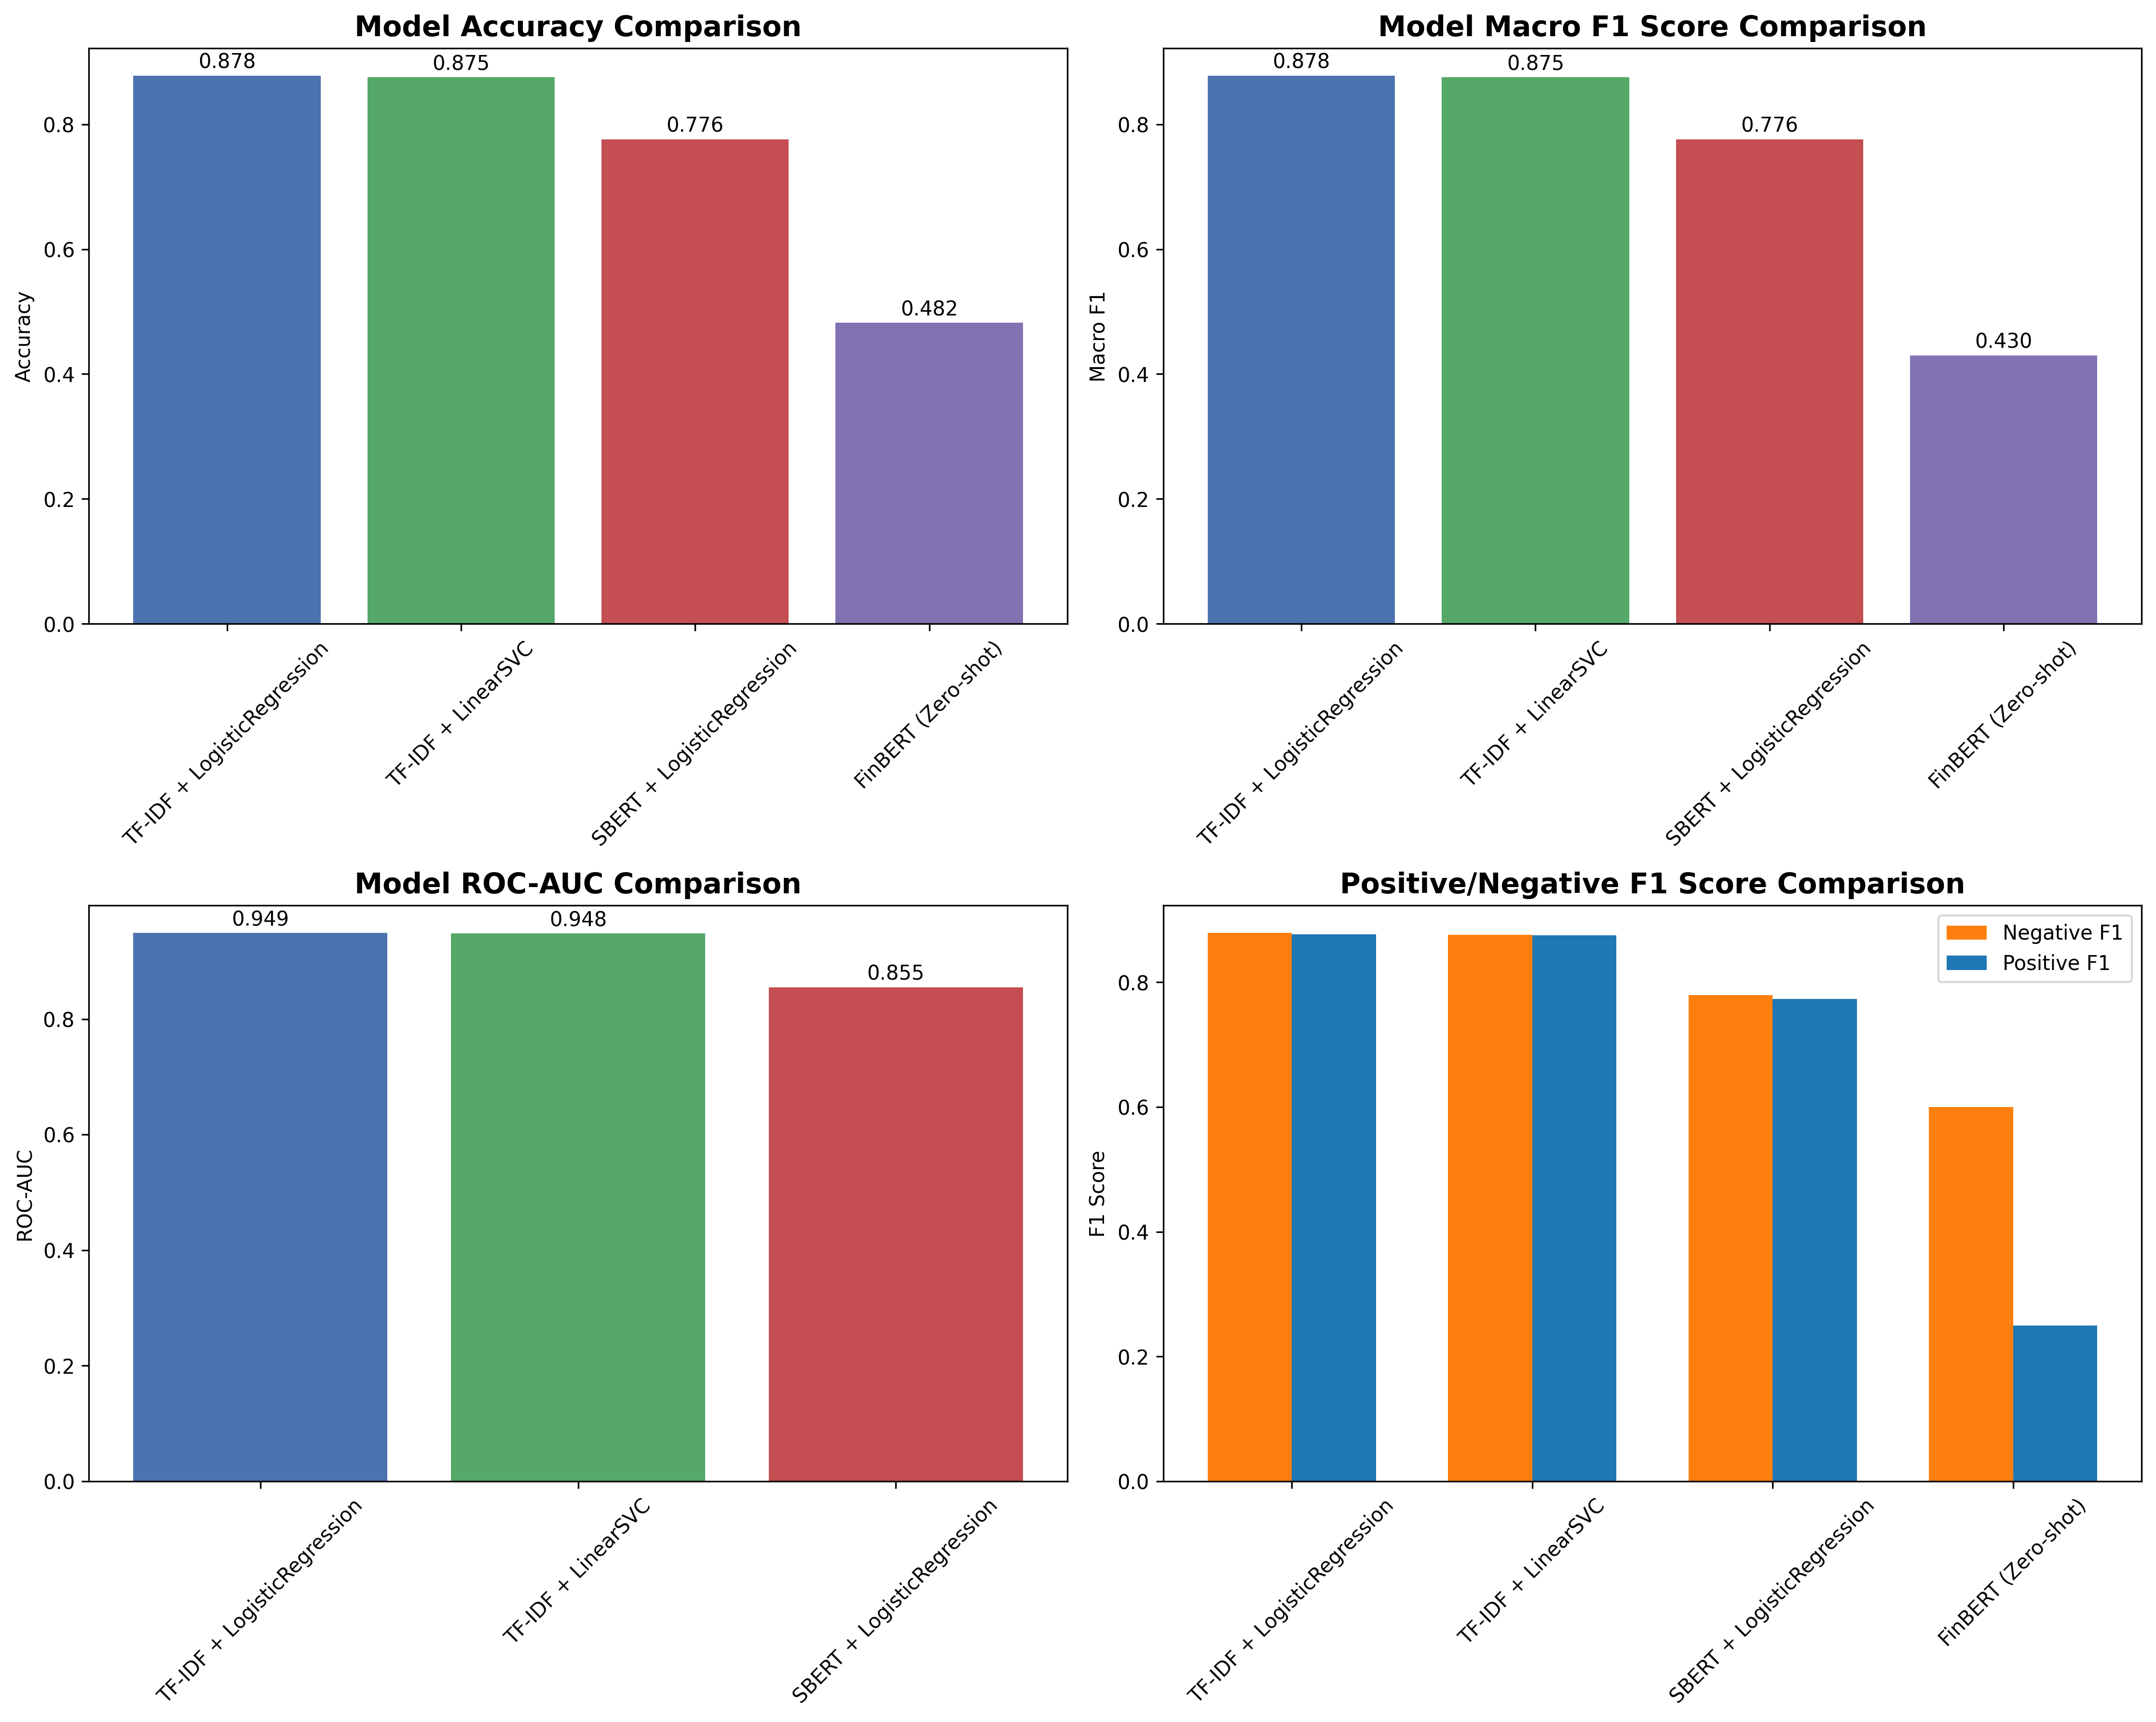 Model Accuracy Comparison
Accuracy
0.8
0.6
0.4
0.2
0.0
0.878
0.875
0.776
0.482
TF-IDF + LogisticRegression
TF-IDF + LinearSVC
SBERT + LogisticRegression
FinBERT (Zero-shot)
Model Macro F1 Score Comparison
Macro F1
0.8
0.6
0.4
0.2
0.0
0.878
0.875
0.776
0.430
TF-IDF + LogisticRegression
TF-IDF + LinearSVC
SBERT + LogisticRegression
FinBERT (Zero-shot)
Model ROC-AUC Comparison
ROC-AUC
0.8
0.6
0.4
0.2
0.0
0.949
0.948
0.855
TF-IDF + LogisticRegression
TF-IDF + LinearSVC
SBERT + LogisticRegression
Positive/Negative F1 Score Comparison
F1 Score
0.8
0.6
0.4
0.2
0.0
Negative F1
Positive F1
TF-IDF + LogisticRegression
TF-IDF + LinearSVC
SBERT + LogisticRegression
FinBERT (Zero-shot)